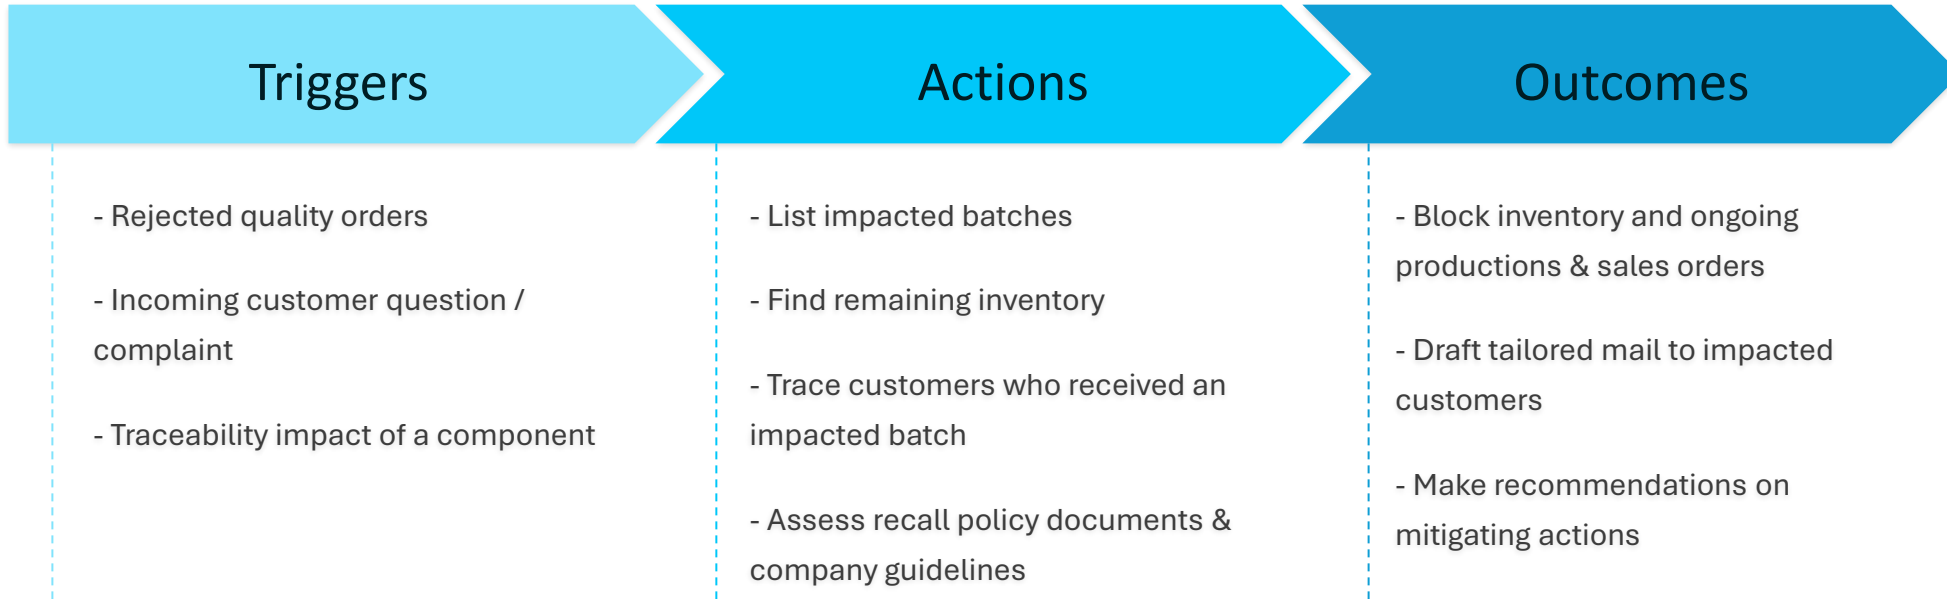 Triggers
Actions
Outcomes
- Rejected quality orders
- Incoming customer question /
complaint
- Traceability impact of a component
- List impacted batches
- Find remaining inventory
- Trace customers who received an
impacted batch
- Assess recall policy documents &
company guidelines
- Block inventory and ongoing
productions & sales orders
- Draft tailored mail to impacted
customers
- Make recommendations on
mitigating actions